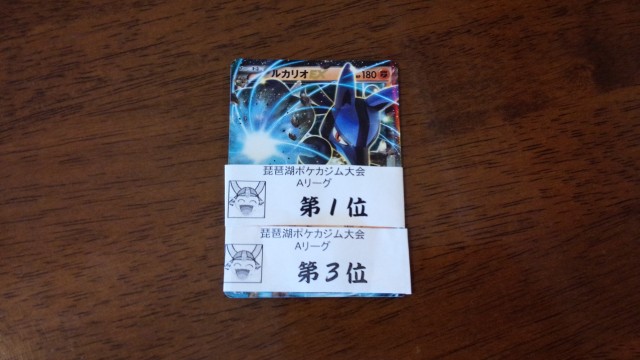 ルカリオEX
180
琵琶湖ポケカジム大会
Aリーグ
第1位
琵琶湖ポケカジム大会
Aリーグ
第3位